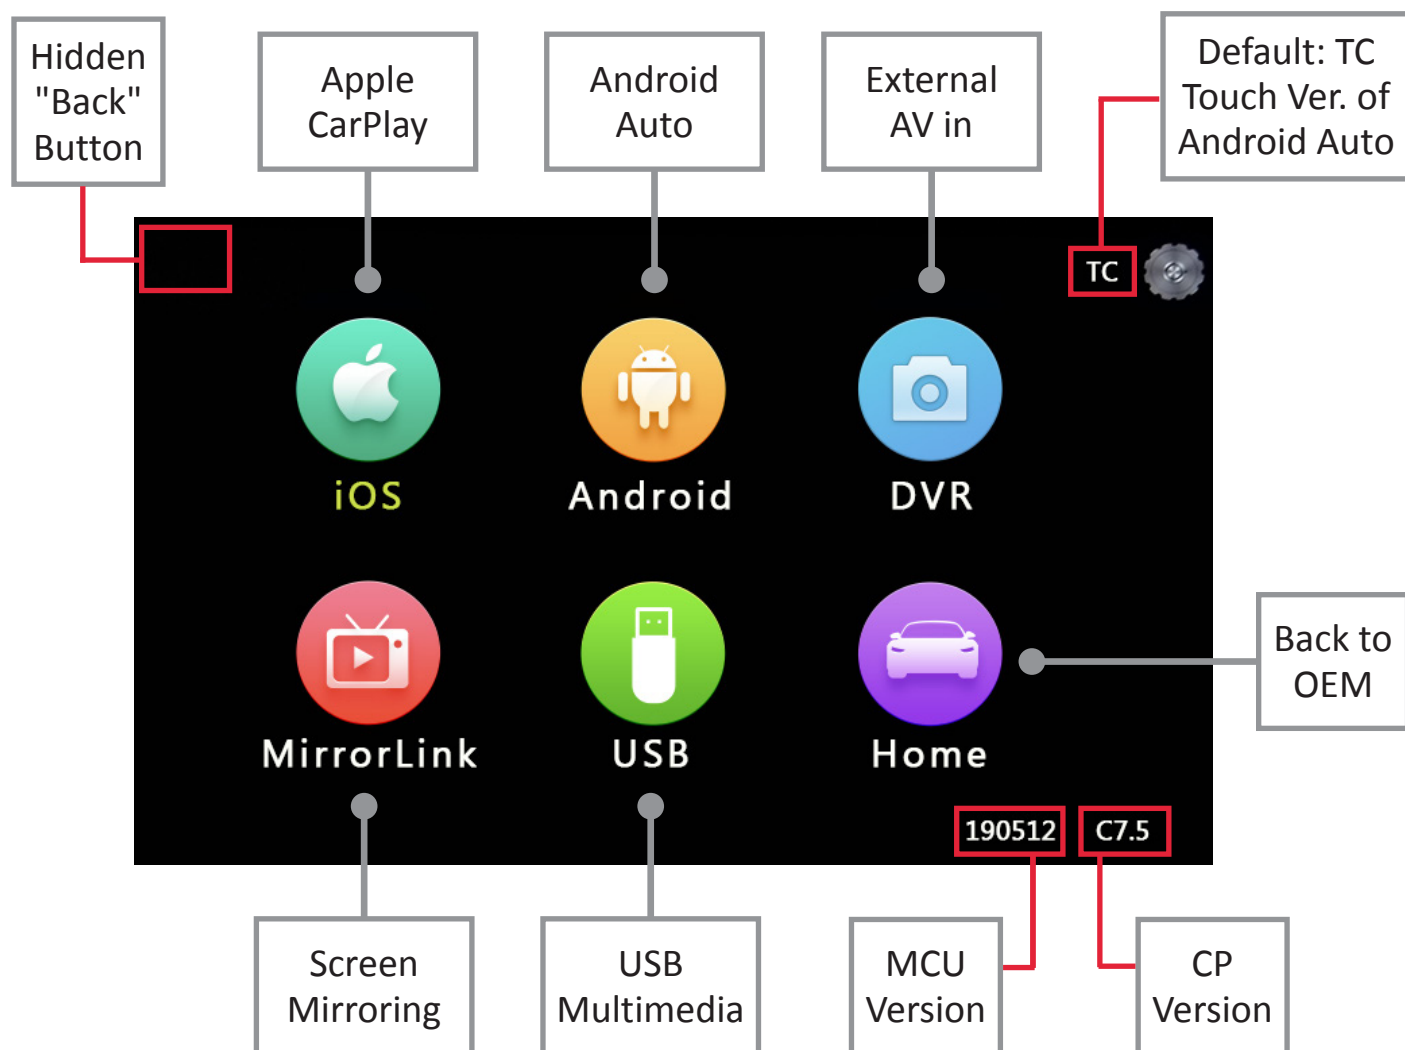 Hidden
"Back"
Button
Apple
CarPlay
Android
Auto
External
AV in
Default: TC
Touch Ver. of
Android Auto
TC
iOS
Android
DVR
MirrorLink
USB
Home
Back to
OEM
190512
C7.5
Screen
Mirroring
USB
Multimedia
MCU
Version
CP
Version